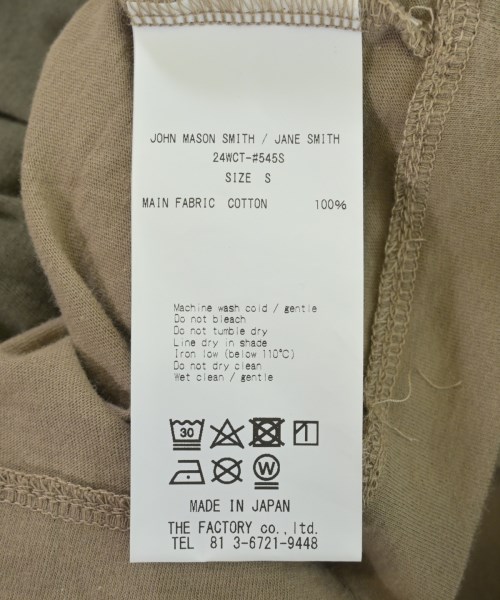 JOHN MASON SMITH / JANE SMITH
24WCT-#545S
SIZE S
MAIN FABRIC COTTON 100%
Machine wash cold / gentle
Do not bleach
Do not tumble dry
Line dry in shade
Iron low (below 110℃)
Do not dry clean
Wet clean / gentle
30
W
MADE IN JAPAN
THE FACTORY co.,ltd.
TEL 81 3-6721-9448